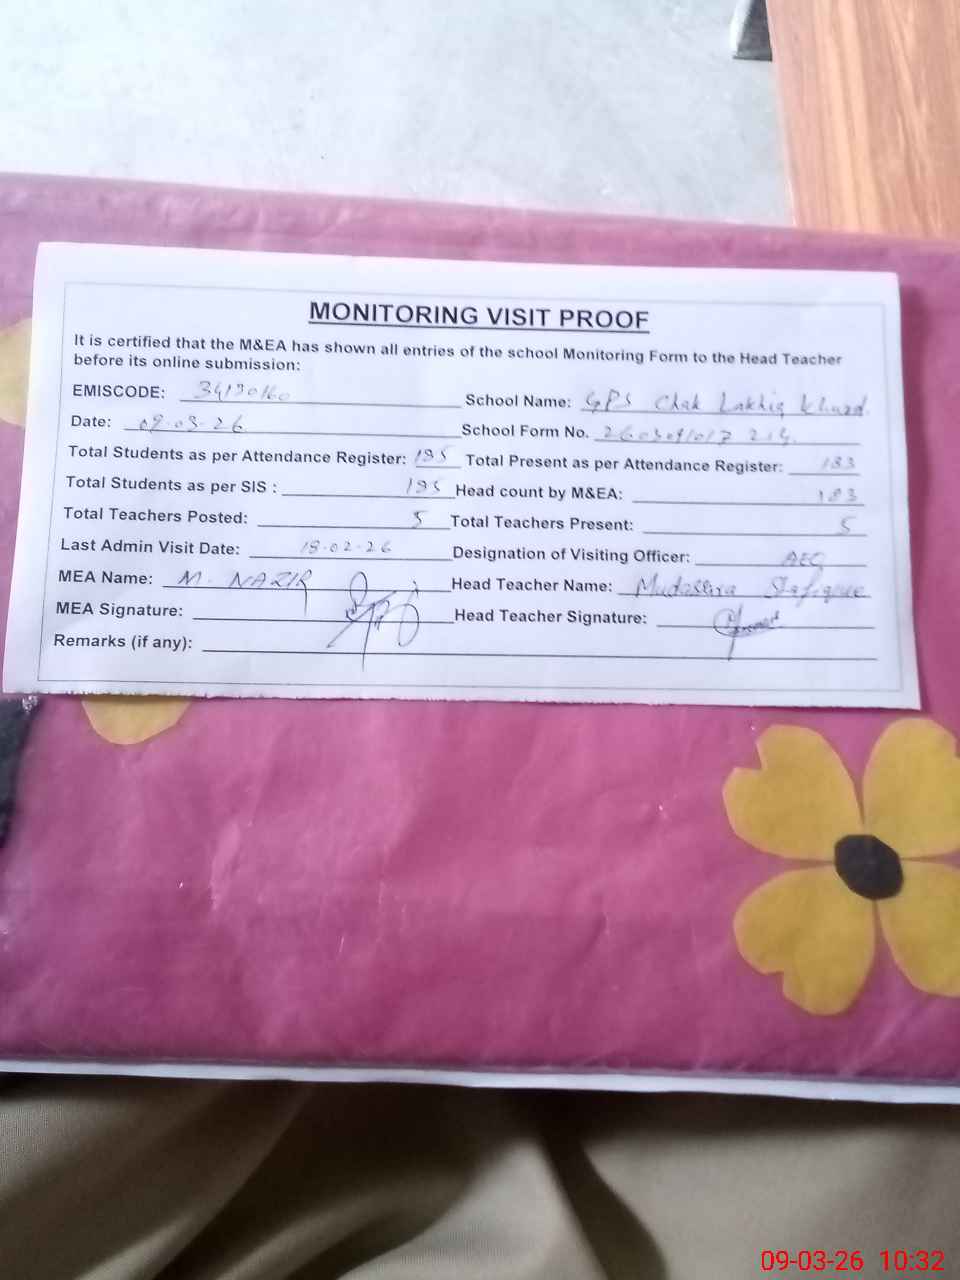 MONITORING VISIT PROOF
It is certified that the M&EA has shown all entries of the school Monitoring Form to the Head Teacher
before its online submission:
EMISCODE: 34130160 School Name: GPS Chak Lakhia Khurd.
Date: 09-03-26 School Form No.
Total Students as per Attendance Register: 195 Total Present as per Attendance Register: 183
Total Students as per SIS : 195 Head count by M&EA: 183
Total Teachers Posted: 5 Total Teachers Present: 5
Last Admin Visit Date: 18-02-26 Designation of Visiting Officer: AEO
MEA Name: M. NAZIR Head Teacher Name: Mudassira Shafique
MEA Signature: Head Teacher Signature:
Remarks (if any):
09-03-26 10:32